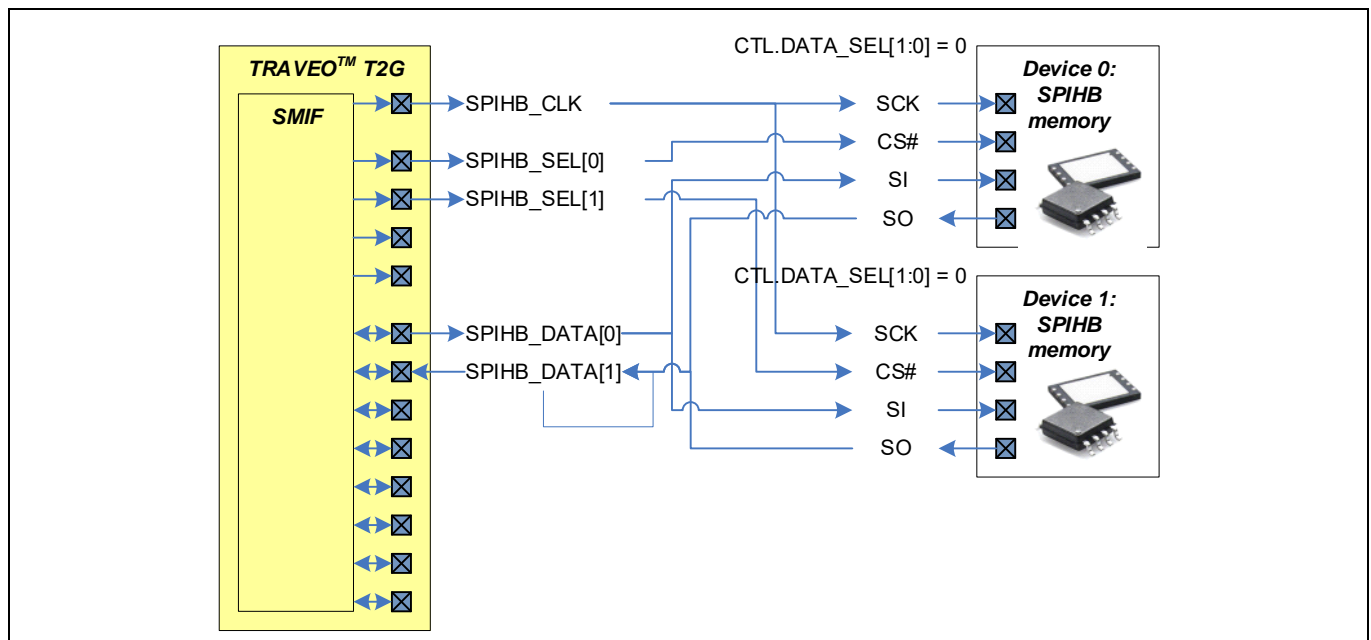 CTL.DATA_SEL[1:0] = 0
TRAVEO™ T2G
SMIF
SPIHB_CLK
SPIHB_SEL[0]
SPIHB_SEL[1]
SPIHB_DATA[0]
SPIHB_DATA[1]
SCK
CS#
SI
SO
Device 0:
SPIHB
memory
CTL.DATA_SEL[1:0] = 0
SCK
CS#
SI
SO
Device 1:
SPIHB
memory